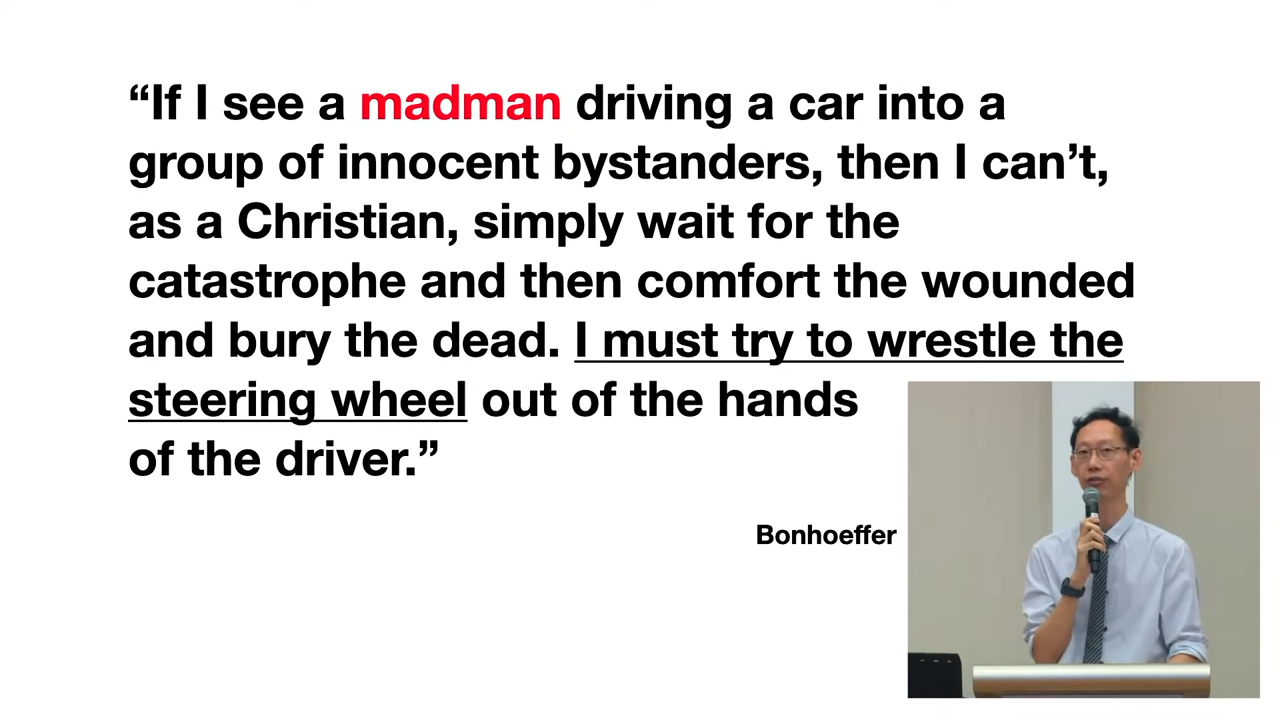 “If I see a madman driving a car into a
group of innocent bystanders, then I can’t,
as a Christian, simply wait for the
catastrophe and then comfort the wounded
and bury the dead. I must try to wrestle the
steering wheel out of the hands
of the driver.”
Bonhoeffer